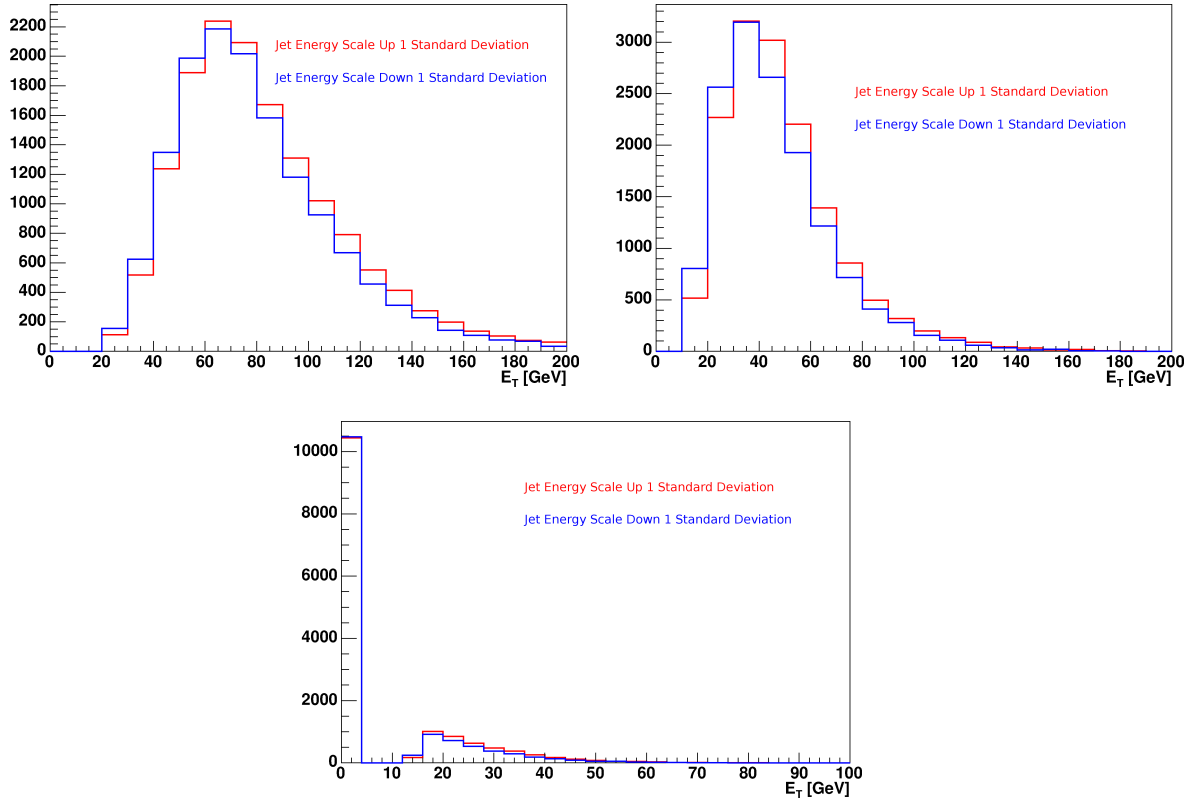 2200
2000
1800
1600
1400
1200
1000
800
600
400
200
0
0 20 40 60 80 100 120 140 160 180 200
E_T [GeV]
Jet Energy Scale Up 1 Standard Deviation
Jet Energy Scale Down 1 Standard Deviation
3000
2500
2000
1500
1000
500
0
0 20 40 60 80 100 120 140 160 180 200
E_T [GeV]
Jet Energy Scale Up 1 Standard Deviation
Jet Energy Scale Down 1 Standard Deviation
10000
8000
6000
4000
2000
0
0 10 20 30 40 50 60 70 80 90 100
E_T [GeV]
Jet Energy Scale Up 1 Standard Deviation
Jet Energy Scale Down 1 Standard Deviation